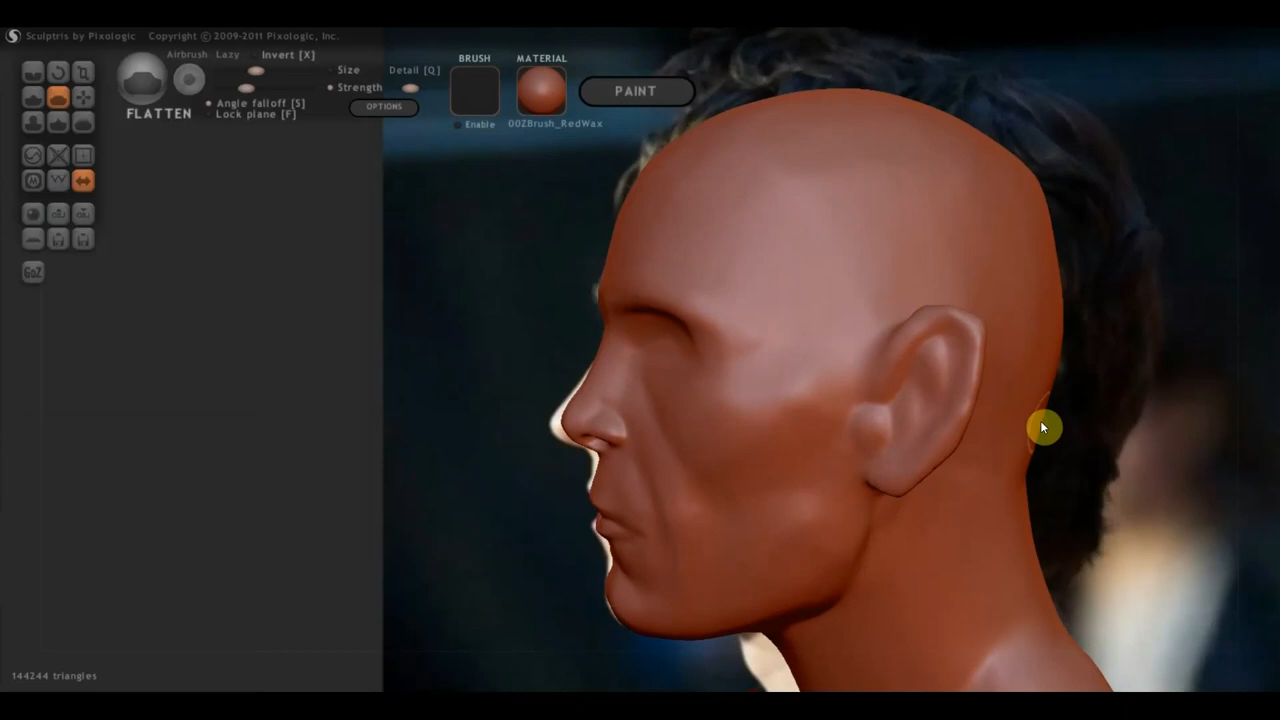 Sculptris by Pixologic Copyright © 2009-2011 Pixologic, Inc.
Airbrush Lazy Invert [X]
Size Detail [Q]
Strength
Angle falloff [S]
Lock plane [F]
FLATTEN
OPTIONS
BRUSH MATERIAL
PAINT
Enable 00ZBrush_RedWax
GoZ
144244 triangles